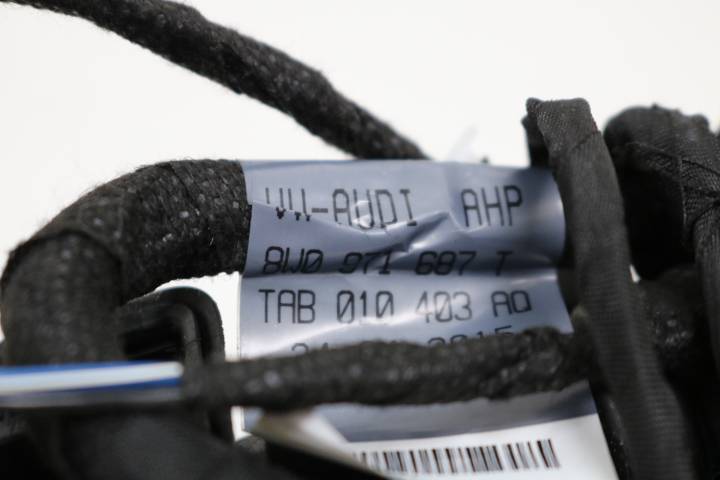 VW-AUDI AHP
8W0 971 687 T
TAB 010 403 AQ